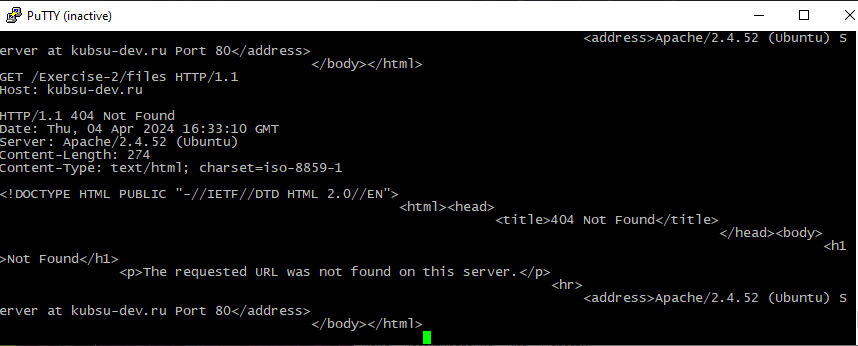 PuTTY (inactive)
<address>Apache/2.4.52 (Ubuntu) S
erver at kubsu-dev.ru Port 80</address>
</body></html>
GET /Exercise-2/files HTTP/1.1
Host: kubsu-dev.ru
HTTP/1.1 404 Not Found
Date: Thu, 04 Apr 2024 16:33:10 GMT
Server: Apache/2.4.52 (Ubuntu)
Content-Length: 274
Content-Type: text/html; charset=iso-8859-1
<!DOCTYPE HTML PUBLIC "-//IETF//DTD HTML 2.0//EN">
<html><head>
<title>404 Not Found</title>
</head><body>
<h1
>Not Found</h1>
<p>The requested URL was not found on this server.</p>
<hr>
<address>Apache/2.4.52 (Ubuntu) S
erver at kubsu-dev.ru Port 80</address>
</body></html>